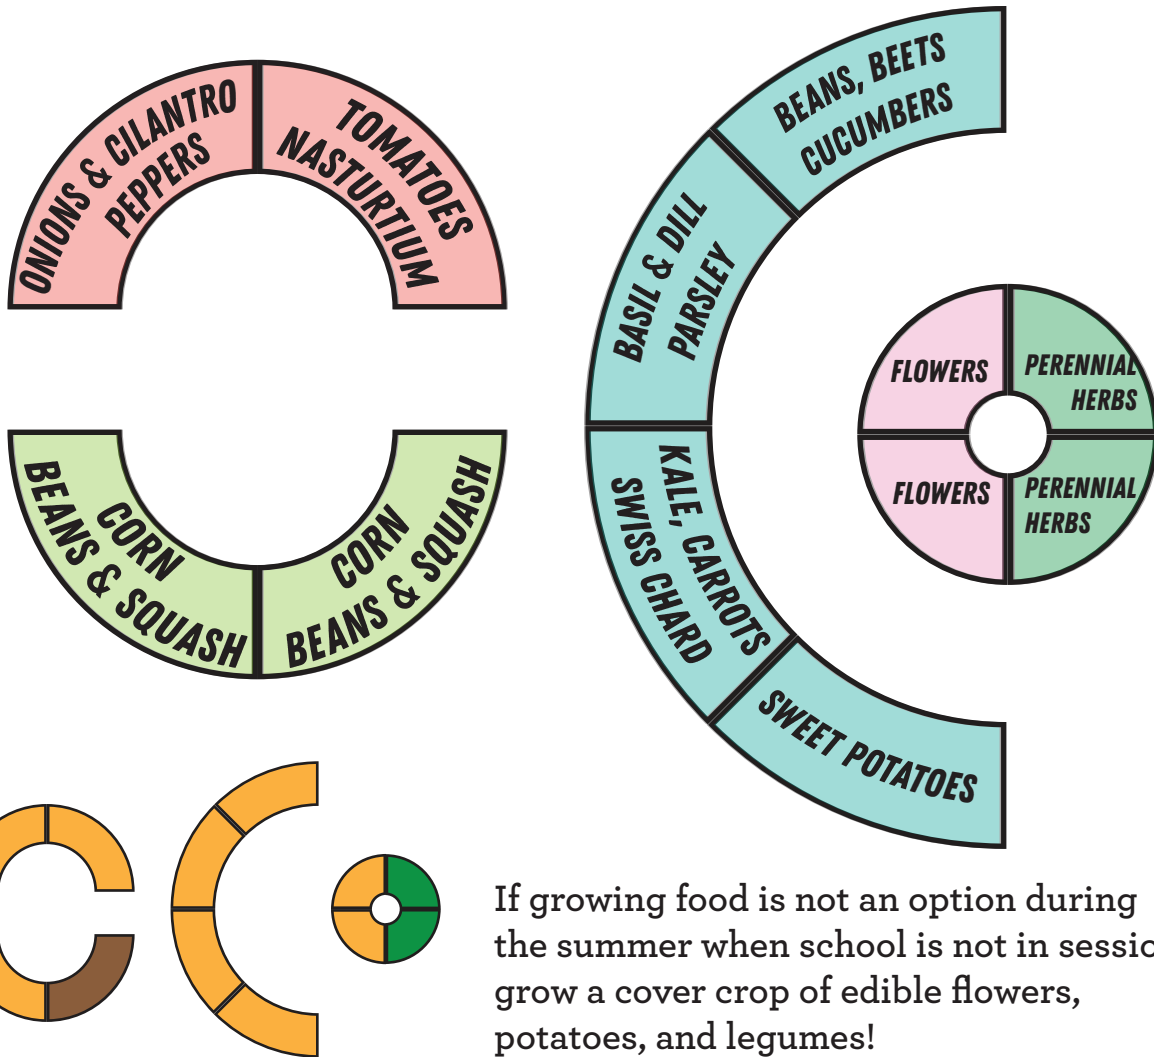 ONIONS & CILANTRO
PEPPERS
TOMATOES
NASTURTIUM
CORN
BEANS & SQUASH
CORN
BEANS & SQUASH
BEANS, BEETS
CUCUMBERS
BASIL & DILL
PARSLEY
KALE, CARROTS
SWISS CHARD
SWEET POTATOES
FLOWERS
PERENNIAL
HERBS
FLOWERS
PERENNIAL
HERBS
If growing food is not an option during
the summer when school is not in sessio
grow a cover crop of edible flowers,
potatoes, and legumes!